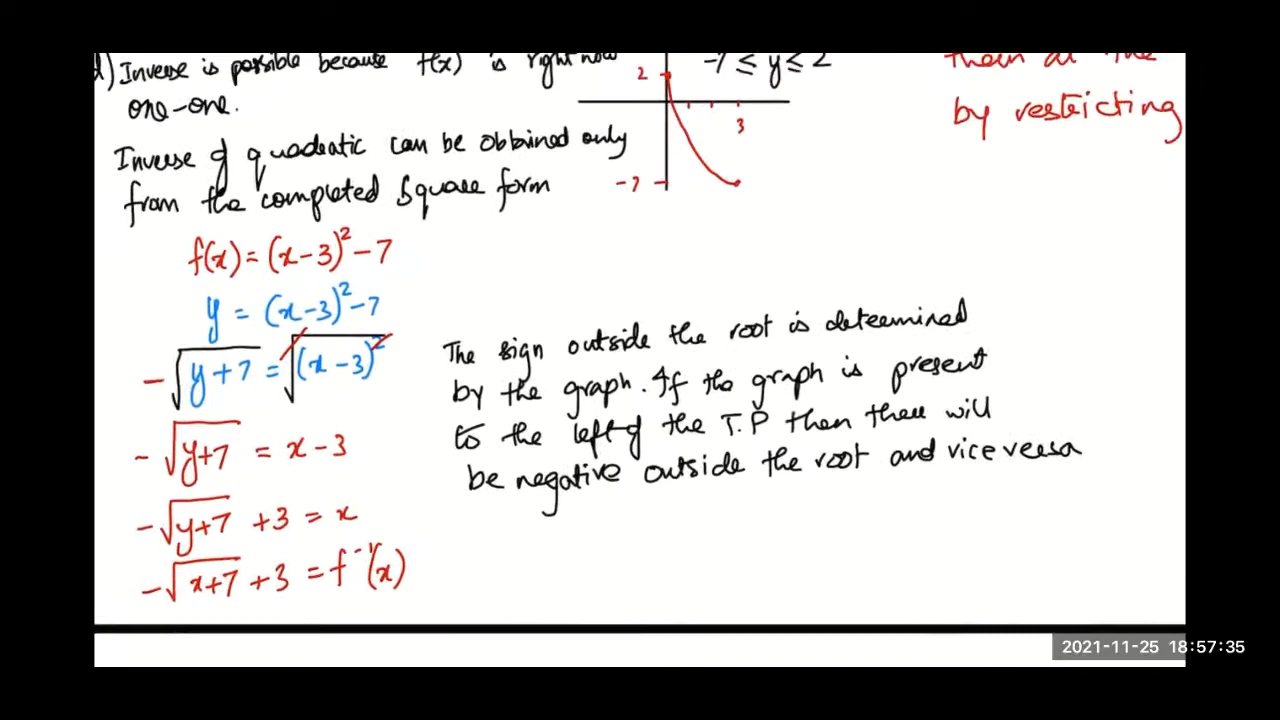 d) Inverse is possible because f(x) is right now
one-one.
Inverse of quadratic can be obtained only
from the completed square form
2
-7 ≤ y ≤ 2
3
-7
them at the
by restricting
f(x) = (x-3)² - 7
y = (x-3)² - 7
-√(y+7) = √(x-3)²
-√(y+7) = x-3
-√(y+7) + 3 = x
-√(x+7) + 3 = f⁻¹(x)
The sign outside the root is determined
by the graph. If the graph is present
to the left of the T.P then there will
be negative outside the root and vice versa
2021-11-25 18:57:35